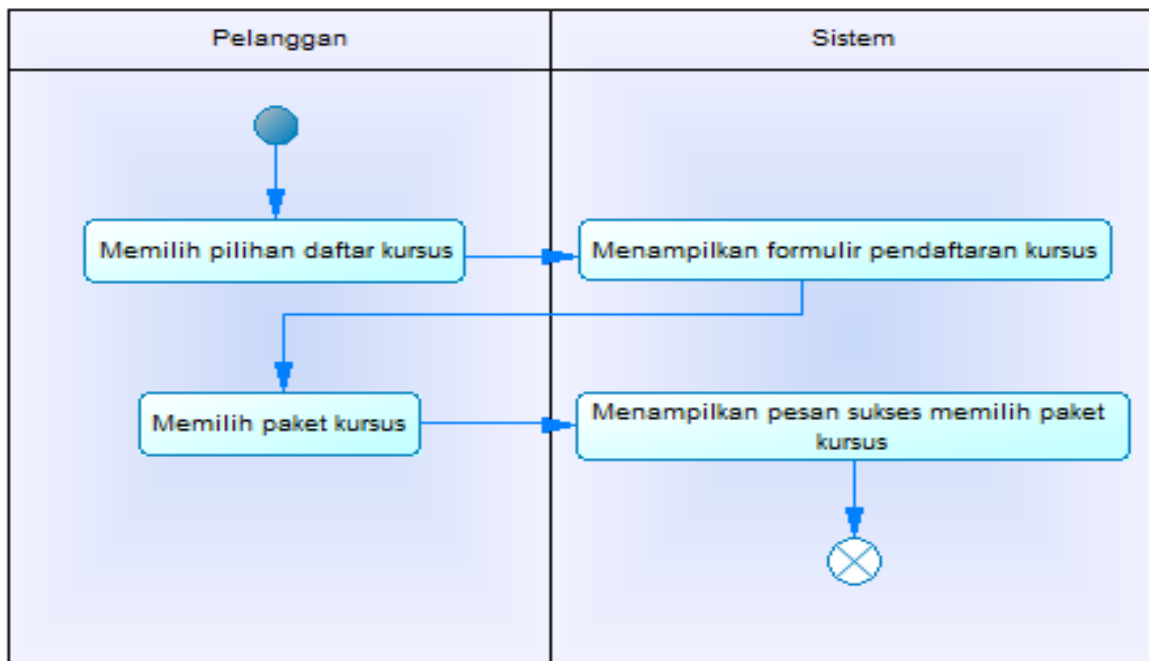 Pelanggan
Sistem
Memilih pilihan daftar kursus
Menampilkan formulir pendaftaran kursus
Memilih paket kursus
Menampilkan pesan sukses memilih paket
kursus